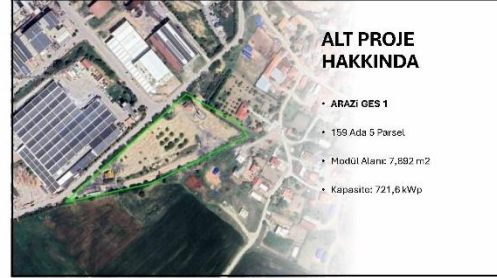 ALT PROJE
HAKKINDA
• ARAZİ GES 1
• 159 Ada 5 Parsel
• Modül Alanı: 7,892 m2
• Kapasite: 721,6 kWp